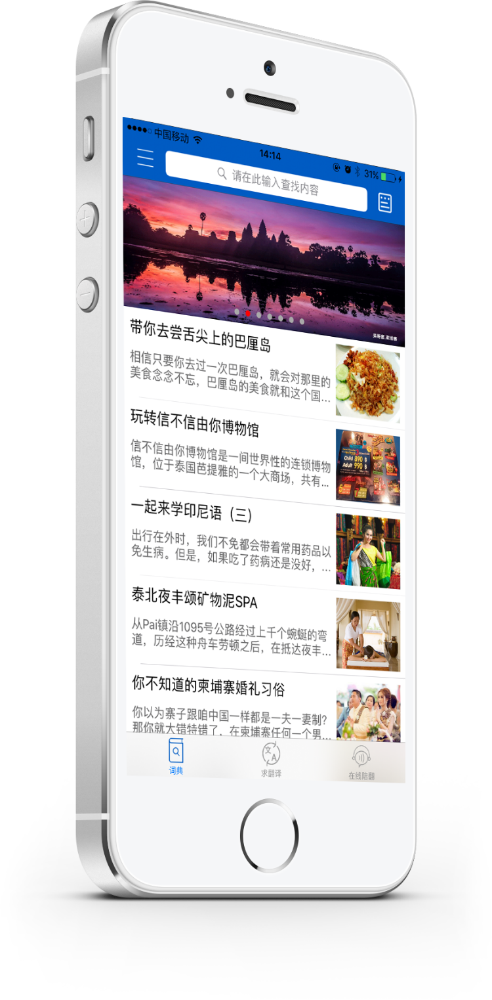 中国移动
14:14
31%
请在此输入查找内容
吴哥窟 柬埔寨
带你去尝舌尖上的巴厘岛
相信只要你去过一次巴厘岛，就会对那里的
美食念念不忘，巴厘岛的美食就和这个国...
玩转信不信由你博物馆
信不信由你博物馆是一间世界性的连锁博物
馆，位于泰国芭提雅的一个大商场，共有...
Child 890 ฿
Adult 990
一起来学印尼语（三）
出行在外时，我们不免都会带着常用药品以
免生病。但是，如果吃了药病还是没好，...
泰北夜丰颂矿物泥SPA
从Pai镇沿1095号公路经过上千个蜿蜒的弯
道，历经这种舟车劳顿之后，在抵达夜丰...
你不知道的柬埔寨婚礼习俗
你以为寨子跟咱中国一样都是一夫一妻制?
那你就大错特错了，在柬埔寨任何一个男...
文
A
词典
求翻译
在线陪翻